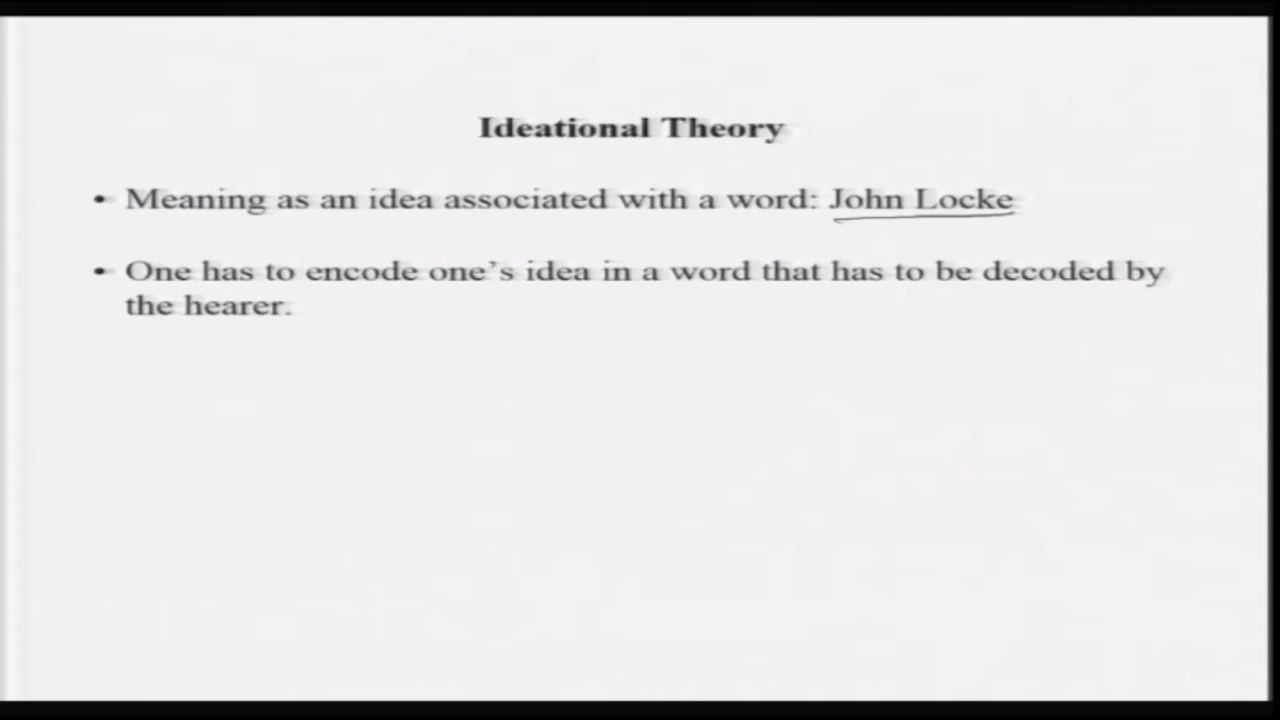 Ideational Theory
• Meaning as an idea associated with a word: John Locke
• One has to encode one’s idea in a word that has to be decoded by
the hearer.